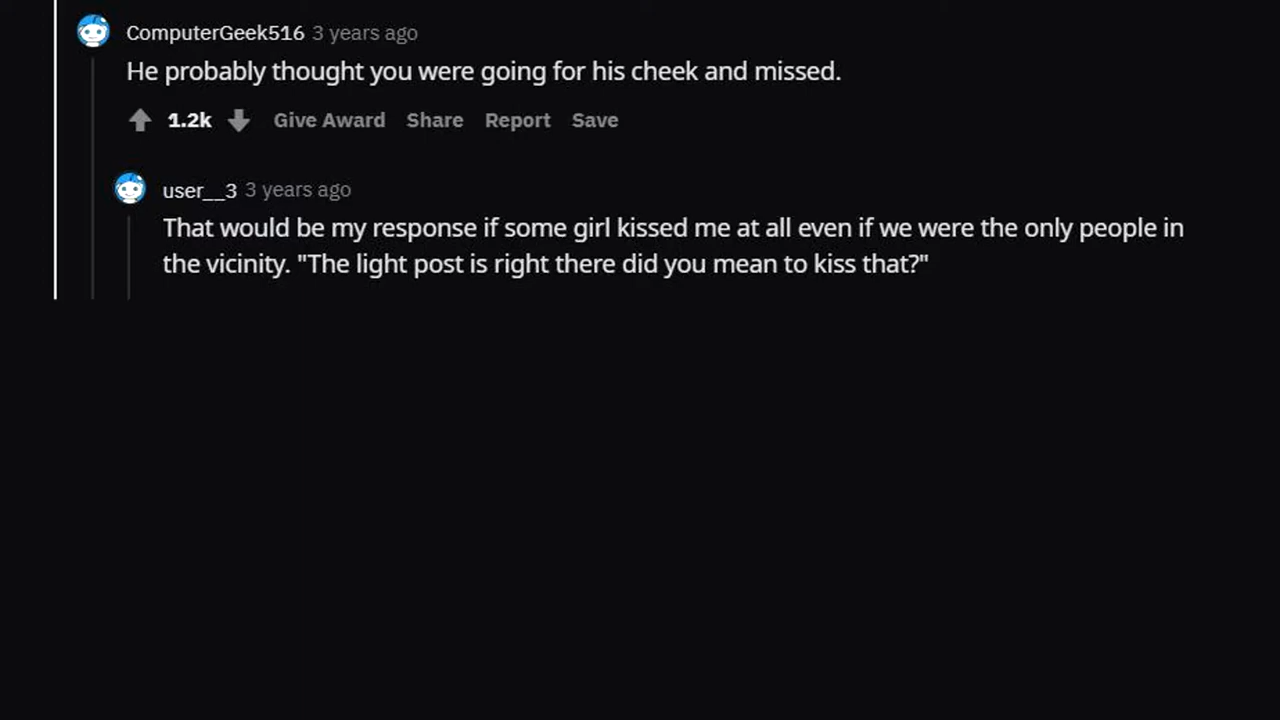 ComputerGeek516 3 years ago
He probably thought you were going for his cheek and missed.
1.2k Give Award Share Report Save
user__3 3 years ago
That would be my response if some girl kissed me at all even if we were the only people in
the vicinity. "The light post is right there did you mean to kiss that?"